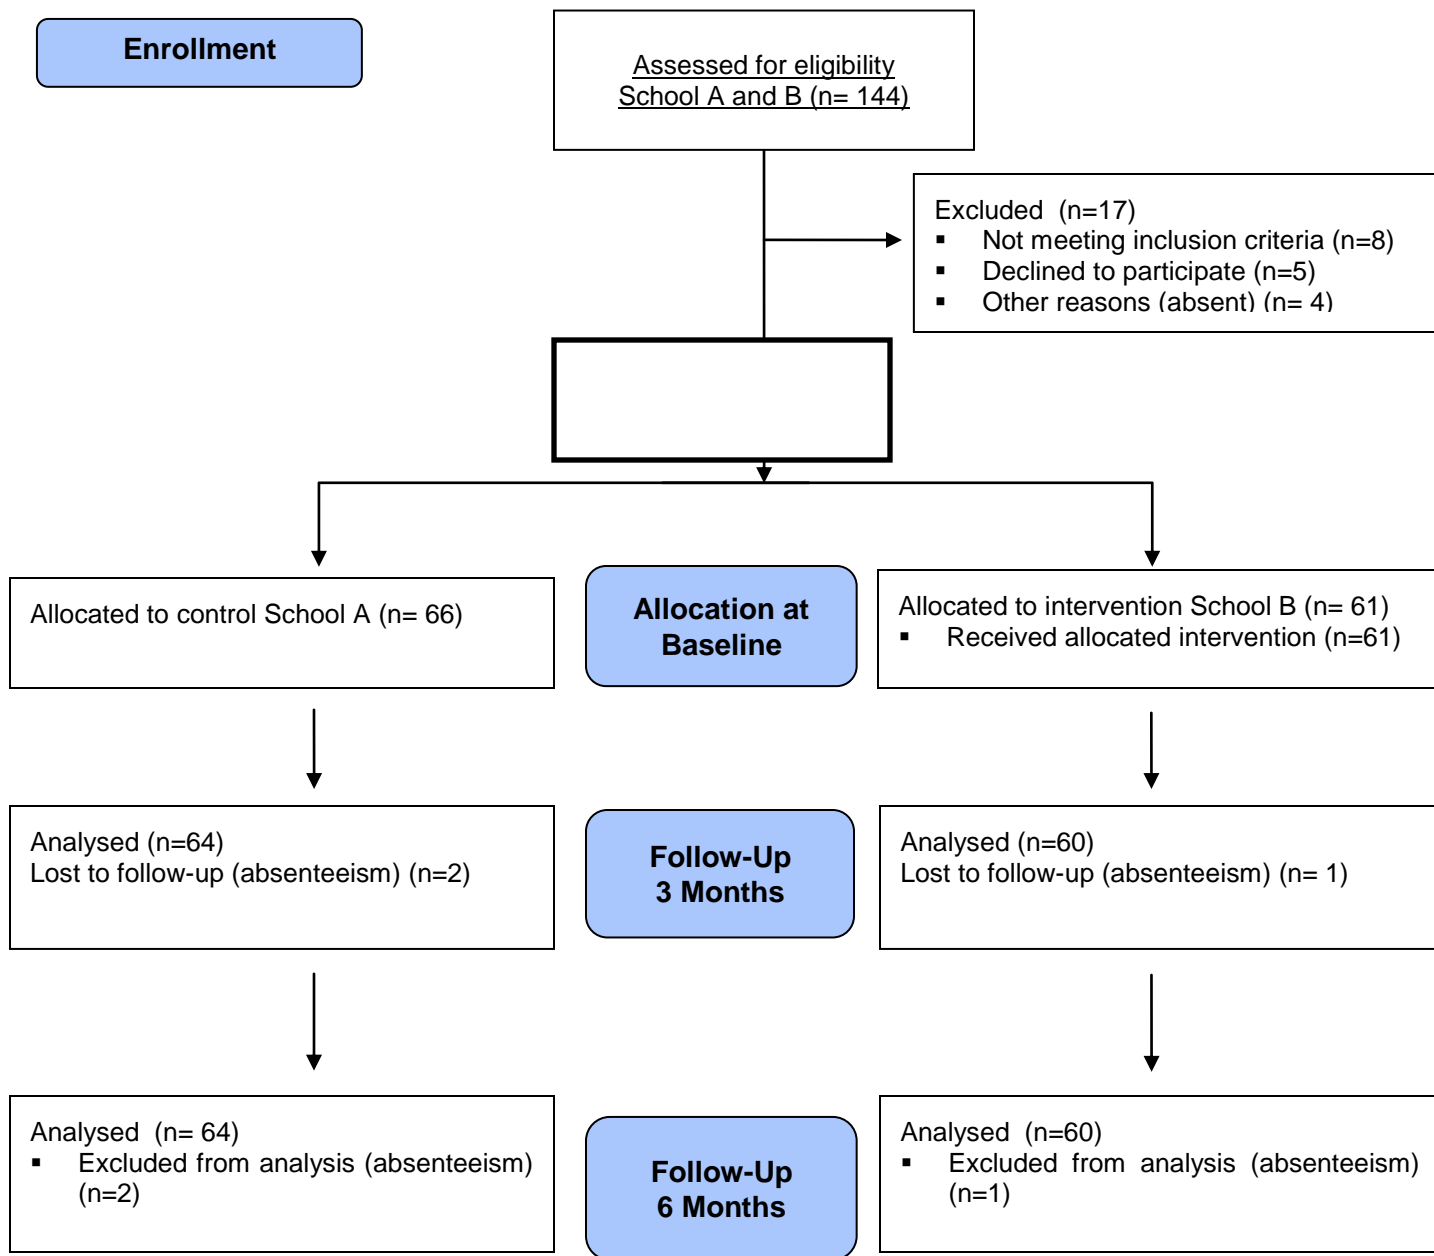 Enrollment
Assessed for eligibility
School A and B (n= 144)
Excluded  (n=17)
▪ Not meeting inclusion criteria (n=8)
▪ Declined to participate (n=5)
▪ Other reasons (absent) (n= 4)
Allocated to control School A (n= 66)
Allocation at
Baseline
Allocated to intervention School B (n= 61)
▪ Received allocated intervention (n=61)
Analysed (n=64)
Lost to follow-up (absenteeism) (n=2)
Follow-Up
3 Months
Analysed (n=60)
Lost to follow-up (absenteeism) (n= 1)
Analysed  (n= 64)
▪ Excluded from analysis (absenteeism)
(n=2)
Follow-Up
6 Months
Analysed  (n=60)
▪ Excluded from analysis (absenteeism)
(n=1)